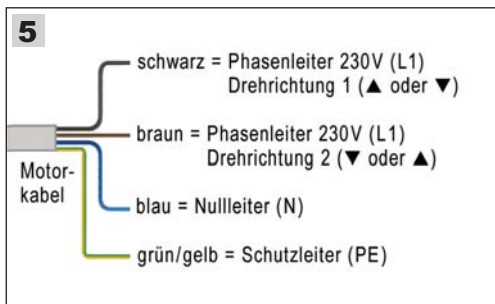 5
schwarz = Phasenleiter 230V (L1)
Drehrichtung 1 (▲ oder ▼)
braun = Phasenleiter 230V (L1)
Drehrichtung 2 (▼ oder ▲)
Motor-
kabel
blau = Nullleiter (N)
grün/gelb = Schutzleiter (PE)